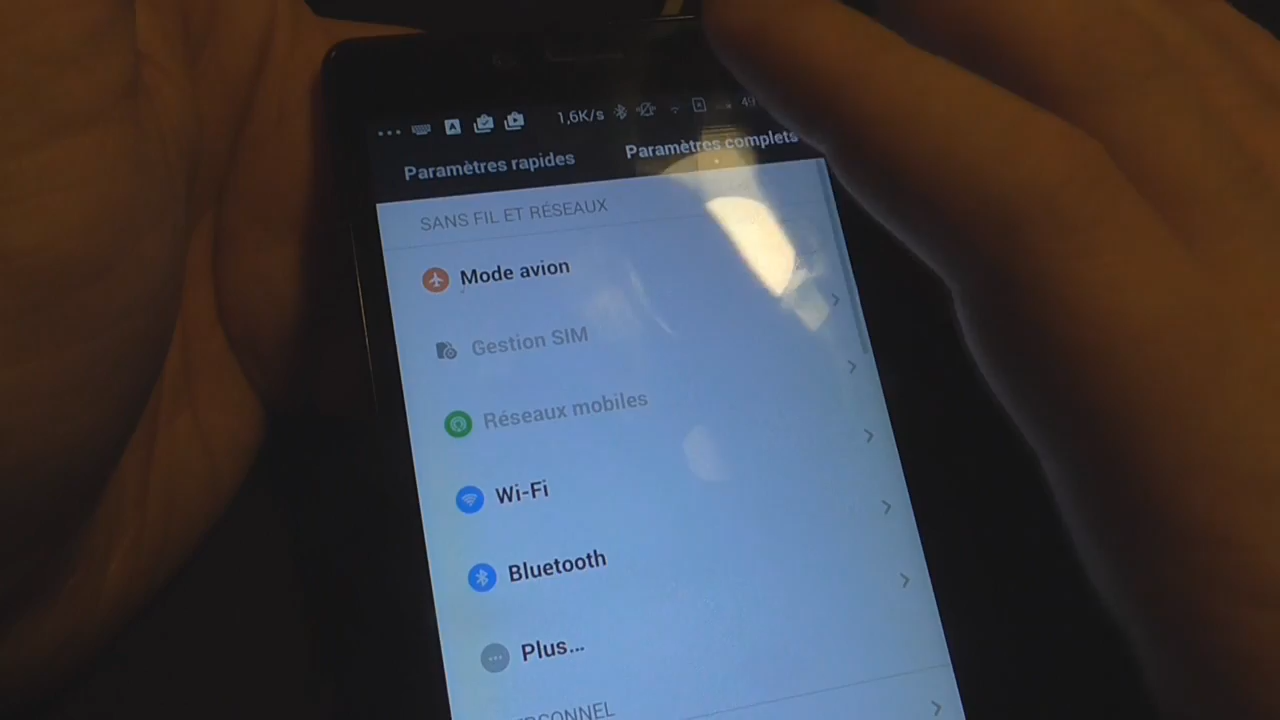 1,6K/s
Paramètres rapides Paramètres complets
SANS FIL ET RÉSEAUX
Mode avion
Gestion SIM
Réseaux mobiles
Wi-Fi
Bluetooth
Plus...